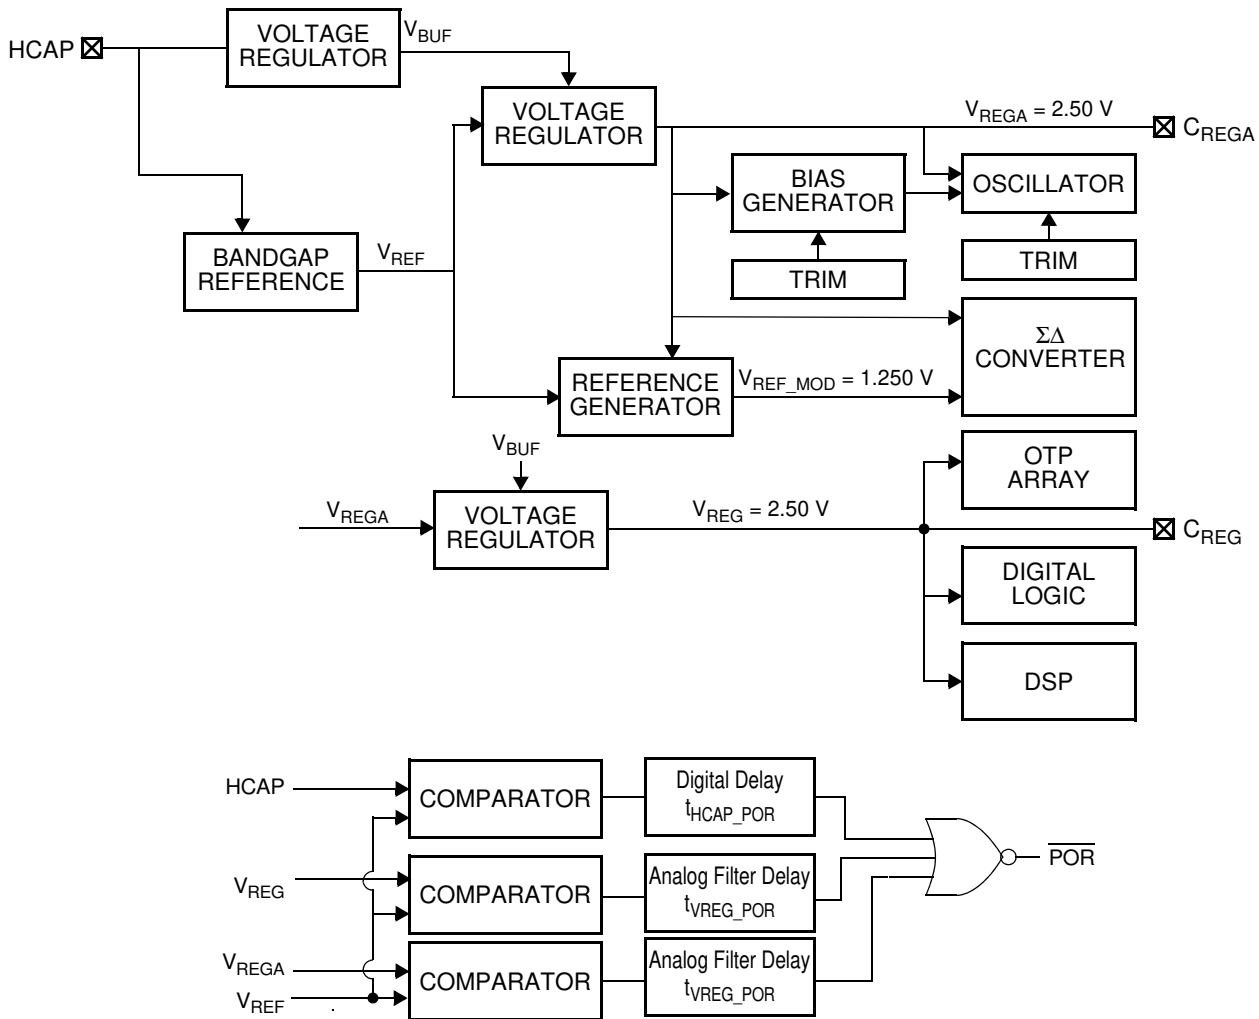 HCAP
VOLTAGE
REGULATOR
VBUF
VOLTAGE
REGULATOR
VREGA = 2.50 V
CREGA
BIAS
GENERATOR
OSCILLATOR
TRIM
TRIM
BANDGAP
REFERENCE
VREF
ΣΔ
CONVERTER
REFERENCE
GENERATOR
VREF_MOD = 1.250 V
VBUF
VREGA
VOLTAGE
REGULATOR
VREG = 2.50 V
OTP
ARRAY
CREG
DIGITAL
LOGIC
DSP
HCAP
COMPARATOR
Digital Delay
tHCAP_POR
VREG
COMPARATOR
Analog Filter Delay
tVREG_POR
POR
VREGA
VREF
COMPARATOR
Analog Filter Delay
tVREG_POR